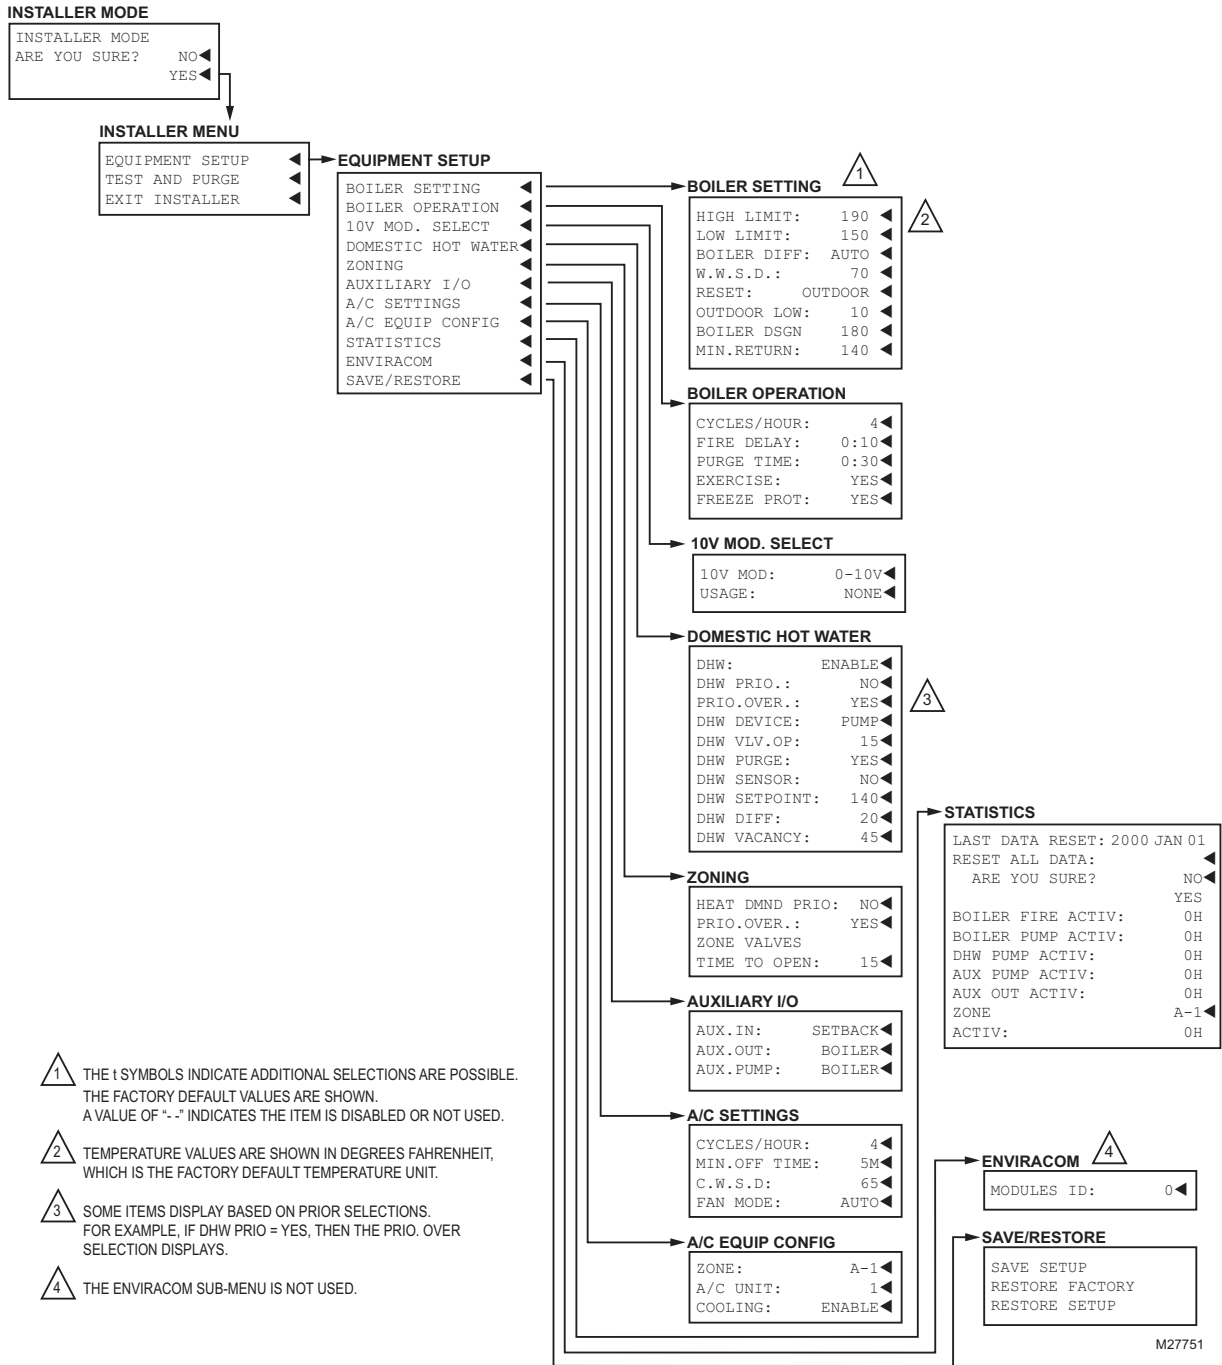 INSTALLER MODE
INSTALLER MODE
ARE YOU SURE? NO◀
YES◀
INSTALLER MENU
EQUIPMENT SETUP ◀
TEST AND PURGE ◀
EXIT INSTALLER ◀
EQUIPMENT SETUP
BOILER SETTING ◀
BOILER OPERATION ◀
10V MOD. SELECT ◀
DOMESTIC HOT WATER◀
ZONING ◀
AUXILIARY I/O ◀
A/C SETTINGS ◀
A/C EQUIP CONFIG ◀
STATISTICS ◀
ENVIRACOM ◀
SAVE/RESTORE ◀
BOILER SETTING 1
HIGH LIMIT: 190 ◀ 2
LOW LIMIT: 150 ◀
BOILER DIFF: AUTO ◀
W.W.S.D.: 70 ◀
RESET: OUTDOOR ◀
OUTDOOR LOW: 10 ◀
BOILER DSGN 180 ◀
MIN.RETURN: 140 ◀
BOILER OPERATION
CYCLES/HOUR: 4◀
FIRE DELAY: 0:10◀
PURGE TIME: 0:30◀
EXERCISE: YES◀
FREEZE PROT: YES◀
10V MOD. SELECT
10V MOD: 0-10V◀
USAGE: NONE◀
DOMESTIC HOT WATER
DHW: ENABLE◀
DHW PRIO.: NO◀
PRIO.OVER.: YES◀ 3
DHW DEVICE: PUMP◀
DHW VLV.OP: 15◀
DHW PURGE: YES◀
DHW SENSOR: NO◀
DHW SETPOINT: 140◀
DHW DIFF: 20◀
DHW VACANCY: 45◀
ZONING
HEAT DMND PRIO: NO◀
PRIO.OVER.: YES◀
ZONE VALVES
TIME TO OPEN: 15◀
AUXILIARY I/O
AUX.IN: SETBACK◀
AUX.OUT: BOILER◀
AUX.PUMP: BOILER◀
A/C SETTINGS
CYCLES/HOUR: 4◀
MIN.OFF TIME: 5M◀
C.W.S.D: 65◀
FAN MODE: AUTO◀
A/C EQUIP CONFIG
ZONE: A-1◀
A/C UNIT: 1◀
COOLING: ENABLE◀
STATISTICS
LAST DATA RESET: 2000 JAN 01
RESET ALL DATA: ◀
ARE YOU SURE? NO◀
YES
BOILER FIRE ACTIV: 0H
BOILER PUMP ACTIV: 0H
DHW PUMP ACTIV: 0H
AUX PUMP ACTIV: 0H
AUX OUT ACTIV: 0H
ZONE A-1◀
ACTIV: 0H
ENVIRACOM 4
MODULES ID: 0◀
SAVE/RESTORE
SAVE SETUP
RESTORE FACTORY
RESTORE SETUP
1 THE t SYMBOLS INDICATE ADDITIONAL SELECTIONS ARE POSSIBLE.
THE FACTORY DEFAULT VALUES ARE SHOWN.
A VALUE OF “- -” INDICATES THE ITEM IS DISABLED OR NOT USED.
2 TEMPERATURE VALUES ARE SHOWN IN DEGREES FAHRENHEIT,
WHICH IS THE FACTORY DEFAULT TEMPERATURE UNIT.
3 SOME ITEMS DISPLAY BASED ON PRIOR SELECTIONS.
FOR EXAMPLE, IF DHW PRIO = YES, THEN THE PRIO. OVER
SELECTION DISPLAYS.
4 THE ENVIRACOM SUB-MENU IS NOT USED.
M27751